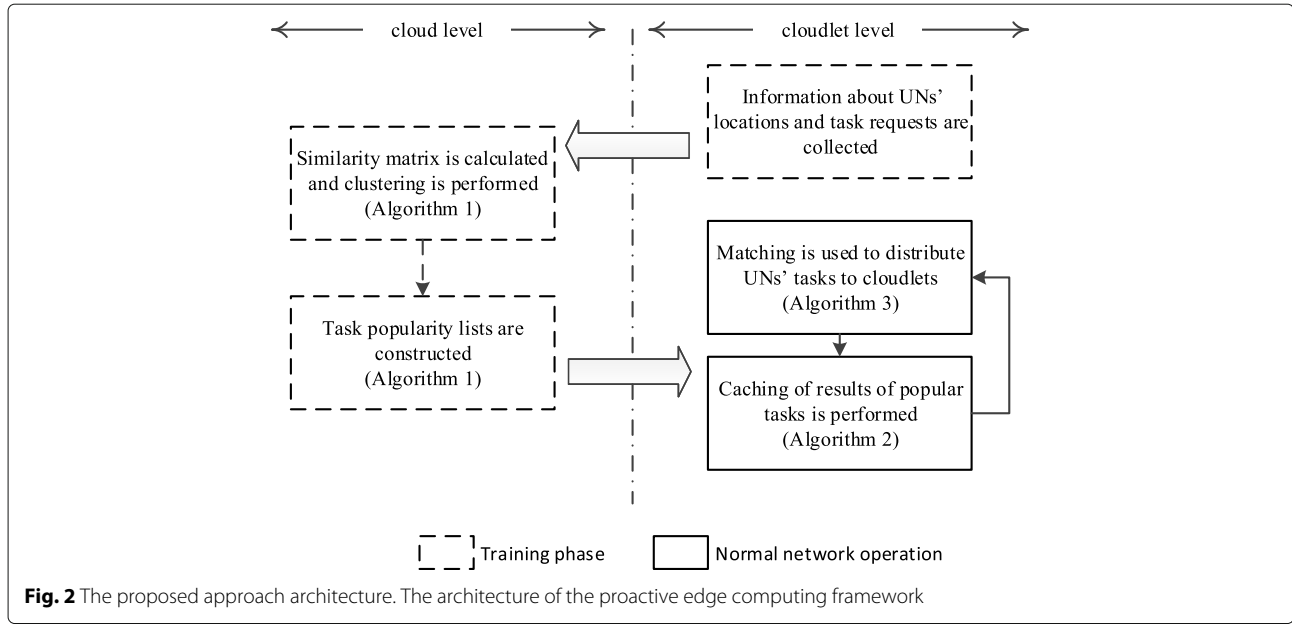 cloud level
cloudlet level
Information about UNs'
locations and task requests are
collected
Similarity matrix is calculated
and clustering is performed
(Algorithm 1)
Matching is used to distribute
UNs' tasks to cloudlets
(Algorithm 3)
Task popularity lists are
constructed
(Algorithm 1)
Caching of results of popular
tasks is performed
(Algorithm 2)
Training phase
Normal network operation
Fig. 2 The proposed approach architecture. The architecture of the proactive edge computing framework